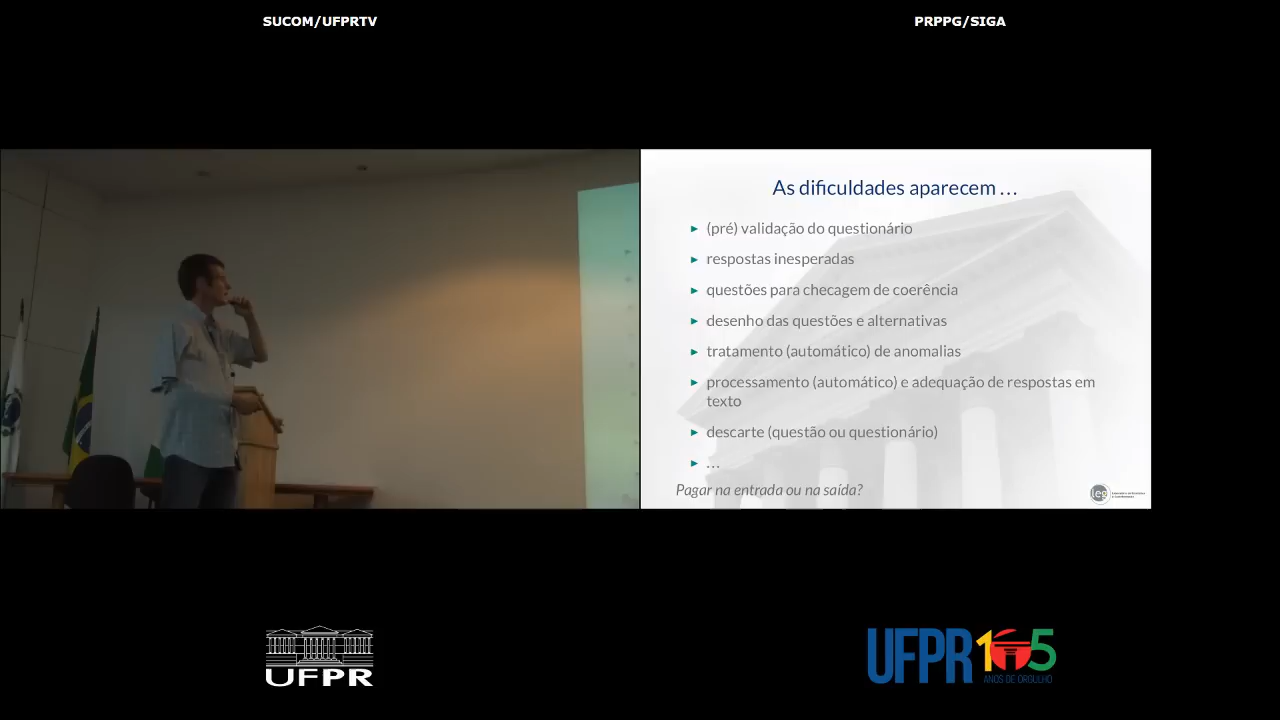 SUCOM/UFPRTV
PRPPG/SIGA
As dificuldades aparecem ...
(pré) validação do questionário
respostas inesperadas
questões para checagem de coerência
desenho das questões e alternativas
tratamento (automático) de anomalias
processamento (automático) e adequação de respostas em
texto
descarte (questão ou questionário)
...
Pagar na entrada ou na saída?
leg
UFPR
UFPR 105
ANOS DE ORGULHO